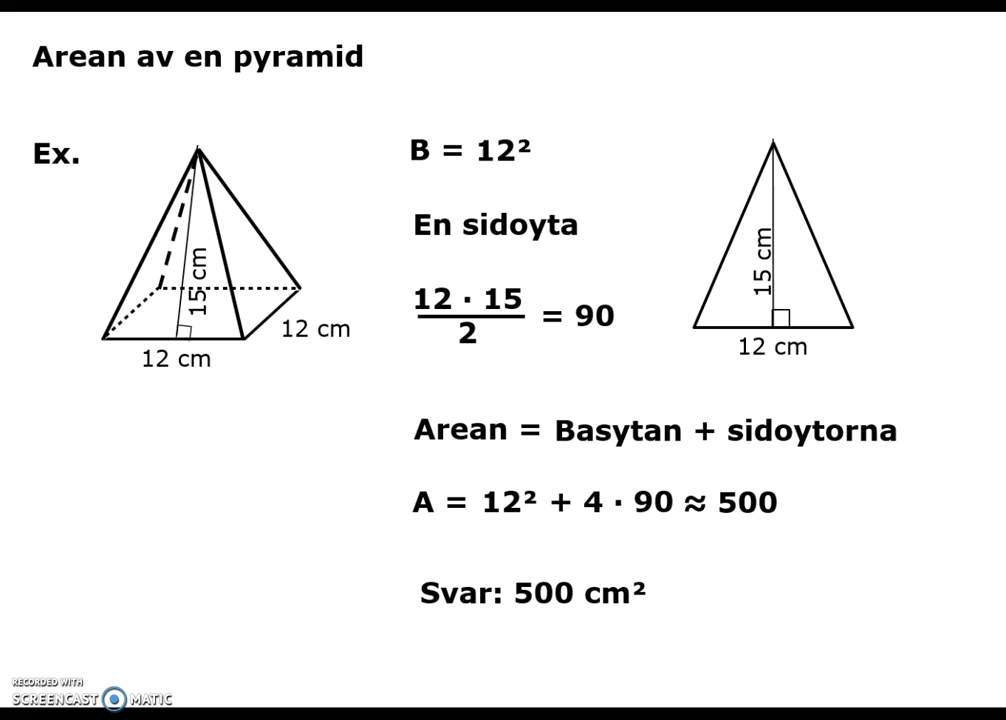 Arean av en pyramid
Ex.
15 cm
12 cm
12 cm
B = 12²
En sidoyta
12 · 15
2
= 90
15 cm
12 cm
Arean = Basytan + sidoytorna
A = 12² + 4 · 90 ≈ 500
Svar: 500 cm²
RECORDED WITH
SCREENCAST MATIC